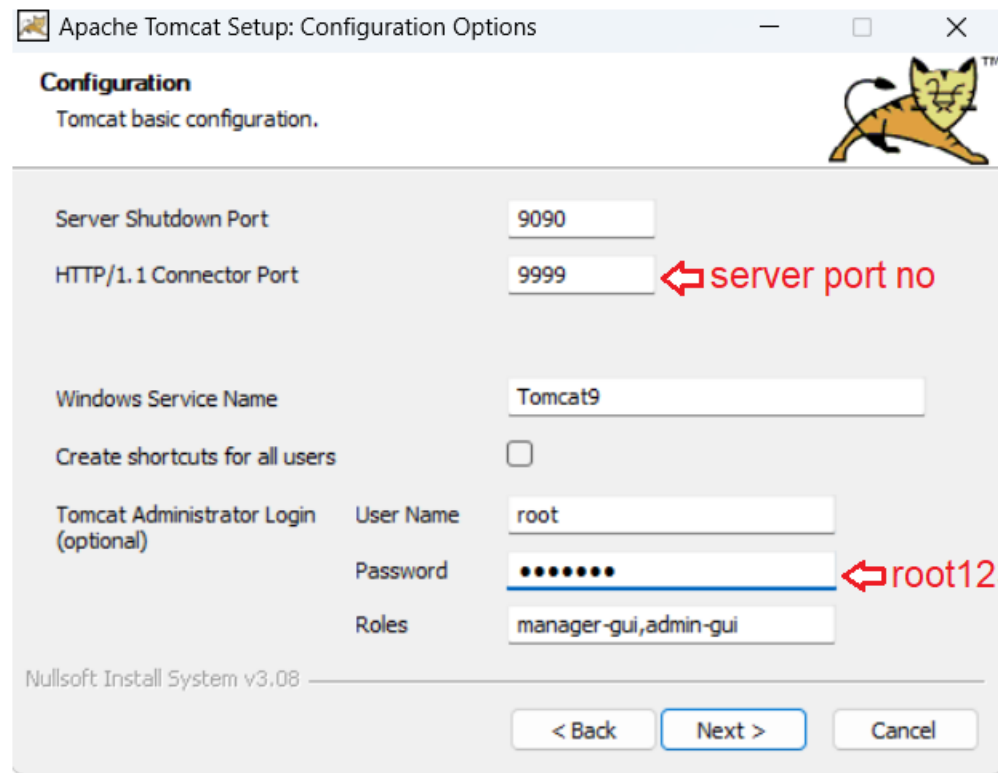 Apache Tomcat Setup: Configuration Options
TM
Configuration
Tomcat basic configuration.
Server Shutdown Port 9090
HTTP/1.1 Connector Port 9999 server port no
Windows Service Name Tomcat9
Create shortcuts for all users
Tomcat Administrator Login User Name root
(optional)
Password ●●●●●●● root12
Roles manager-gui,admin-gui
Nullsoft Install System v3.08
< Back Next > Cancel